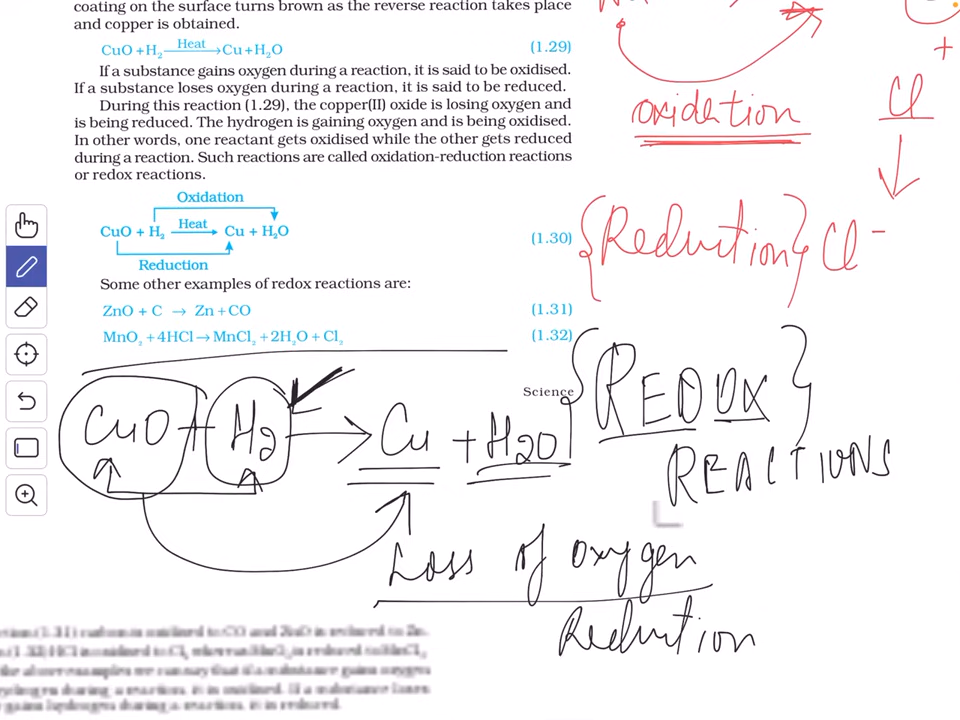 coating on the surface turns brown as the reverse reaction takes place
and copper is obtained.
CuO + H₂ —Heat→ Cu + H₂O (1.29)
If a substance gains oxygen during a reaction, it is said to be oxidised.
If a substance loses oxygen during a reaction, it is said to be reduced.
During this reaction (1.29), the copper(II) oxide is losing oxygen and
is being reduced. The hydrogen is gaining oxygen and is being oxidised.
In other words, one reactant gets oxidised while the other gets reduced
during a reaction. Such reactions are called oxidation-reduction reactions
or redox reactions.
Oxidation
CuO + H₂ —Heat→ Cu + H₂O (1.30)
Reduction
Some other examples of redox reactions are:
ZnO + C → Zn + CO (1.31)
MnO₂ + 4HCl → MnCl₂ + 2H₂O + Cl₂ (1.32)
Science
+
oxidation
Cl
↓
{Reduction} Cl⁻
CuO + H2 → Cu + H2O
{REDOX}
REACTIONS
Loss of oxygen
Reduction